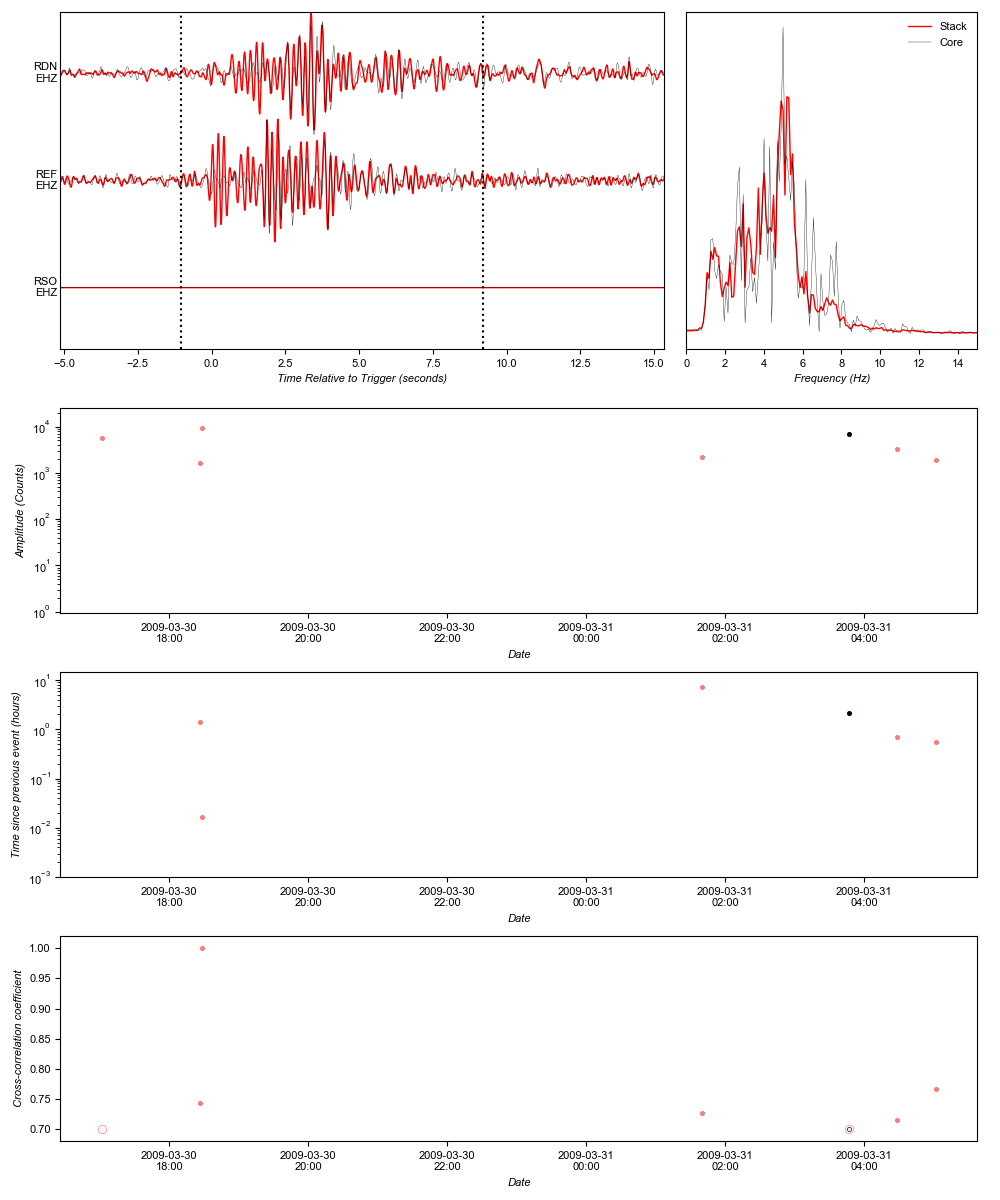 RDN
EHZ
REF
EHZ
RSO
EHZ
−5.0 −2.5 0.0 2.5 5.0 7.5 10.0 12.5 15.0
Time Relative to Trigger (seconds)
Stack
Core
0 2 4 6 8 10 12 14
Frequency (Hz)
10⁴
10³
10²
10¹
10⁰
Amplitude (Counts)
2009-03-30 2009-03-30 2009-03-30 2009-03-31 2009-03-31 2009-03-31
18:00 20:00 22:00 00:00 02:00 04:00
Date
10¹
10⁰
10⁻¹
10⁻²
10⁻³
Time since previous event (hours)
2009-03-30 2009-03-30 2009-03-30 2009-03-31 2009-03-31 2009-03-31
18:00 20:00 22:00 00:00 02:00 04:00
Date
1.00
0.95
0.90
0.85
0.80
0.75
0.70
Cross-correlation coefficient
2009-03-30 2009-03-30 2009-03-30 2009-03-31 2009-03-31 2009-03-31
18:00 20:00 22:00 00:00 02:00 04:00
Date